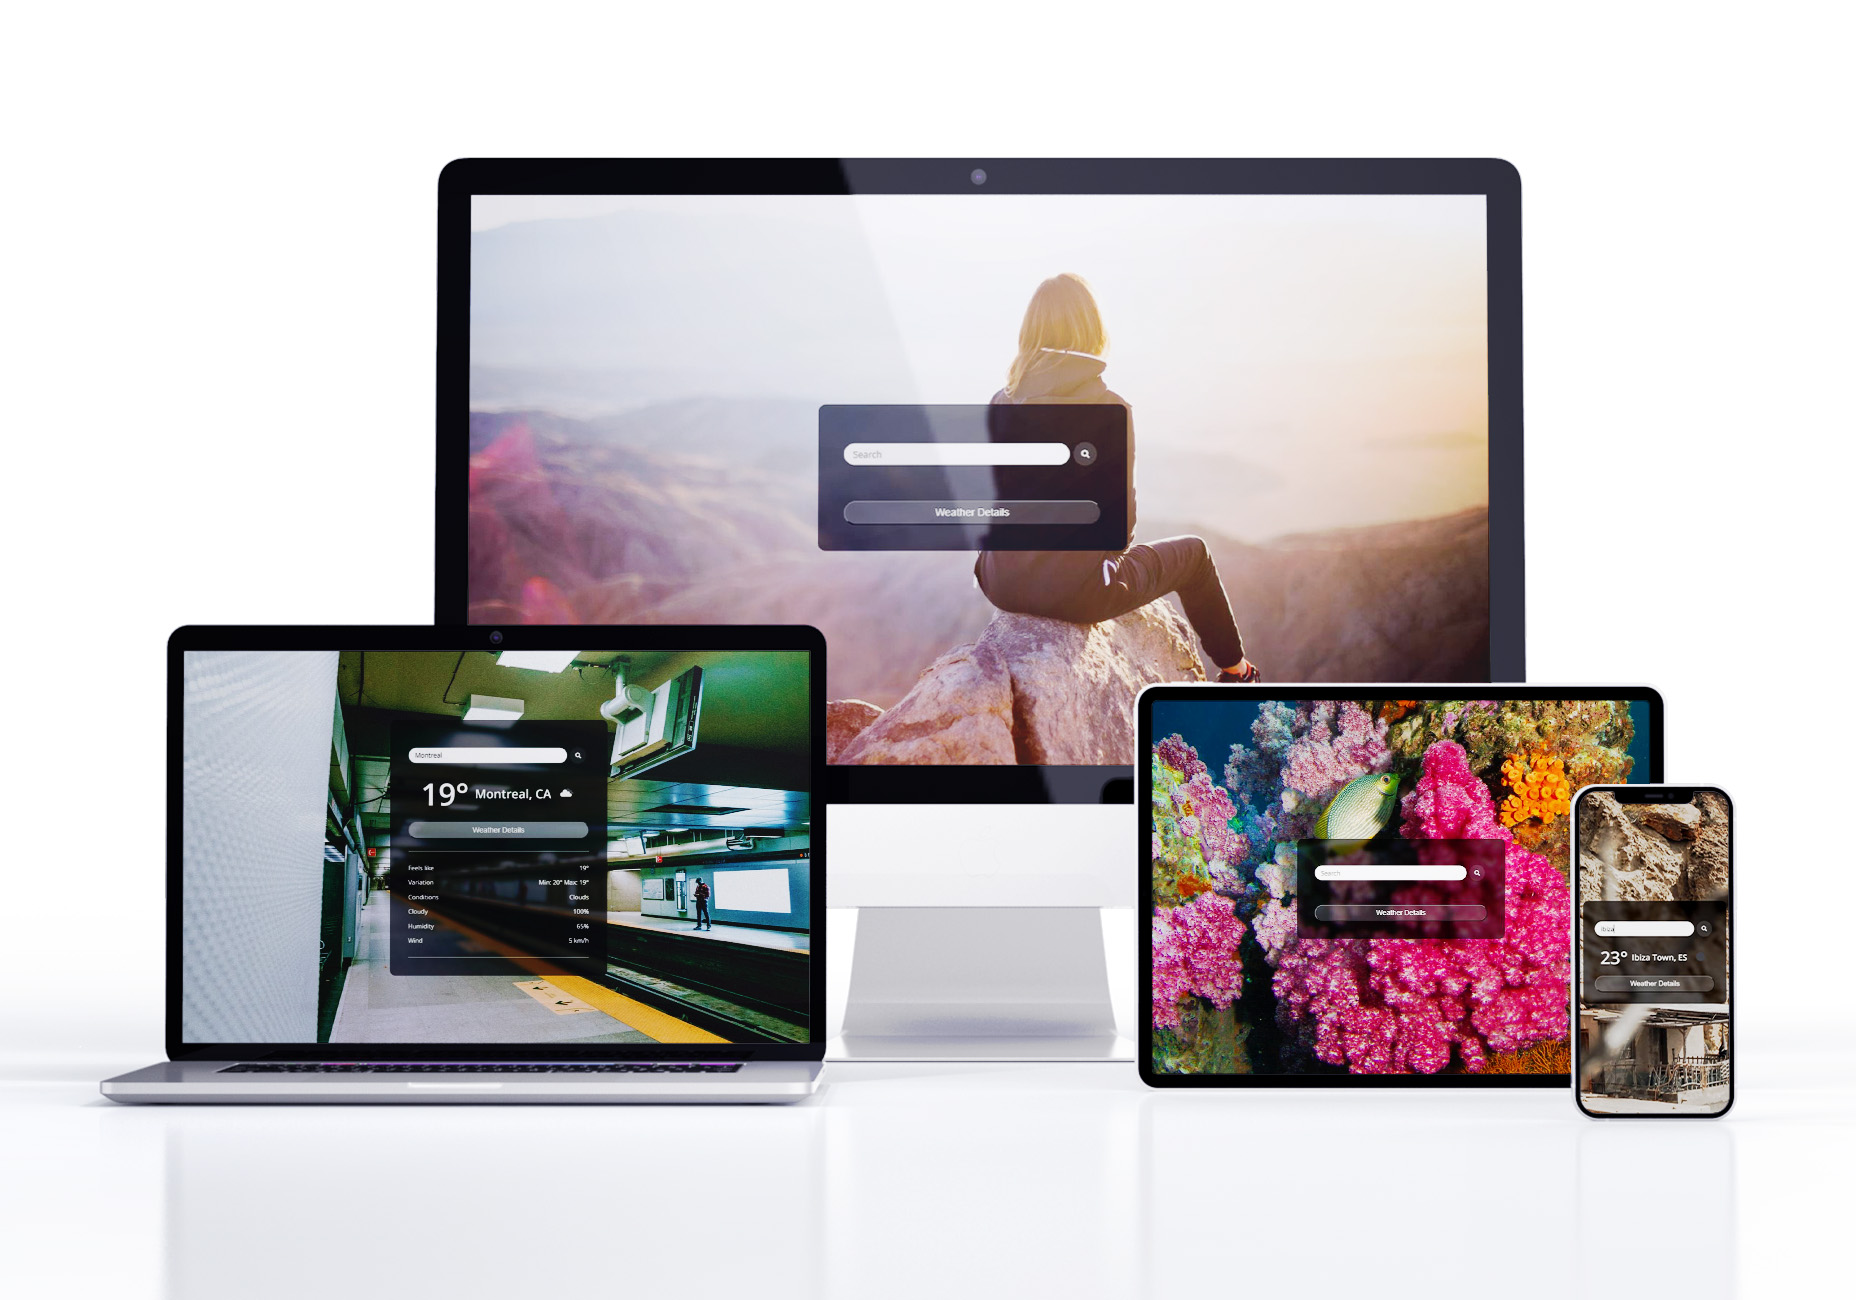 Search
Weather Details
Montreal
19° Montreal, CA
Weather Details
Feels like 19°
Variation Min: 20° Max: 19°
Conditions Clouds
Cloudy 100%
Humidity 65%
Wind 5 km/h
Search
Weather Details
Ibiza
23° Ibiza Town, ES
Weather Details